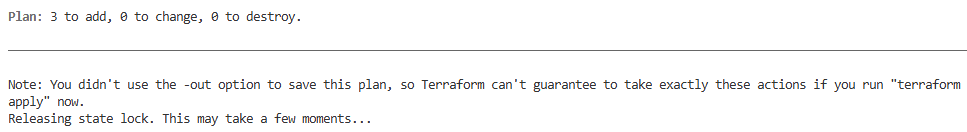 Plan: 3 to add, 0 to change, 0 to destroy.
Note: You didn't use the -out option to save this plan, so Terraform can't guarantee to take exactly these actions if you run "terraform
apply" now.
Releasing state lock. This may take a few moments...